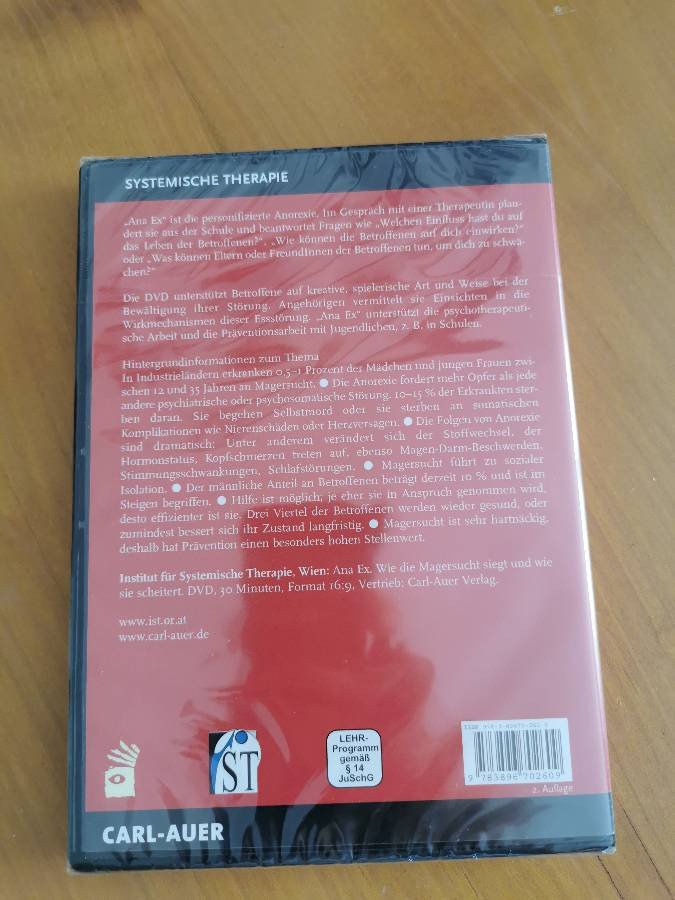 SYSTEMISCHE THERAPIE
„Ana Ex“ ist die personifizierte Anorexie. Im Gespräch mit einer Therapeutin plau-
dert sie aus der Schule und beantwortet Fragen wie „Welchen Einfluss hast du auf
das Leben der Betroffenen?“, „Wie können die Betroffenen auf dich einwirken?“
oder „Was können Eltern oder FreundInnen der Betroffenen tun, um dich zu schwä-
chen?“
Die DVD unterstützt Betroffene auf kreative, spielerische Art und Weise bei der
Bewältigung ihrer Störung. Angehörigen vermittelt sie Einsichten in die
Wirkmechanismen dieser Essstörung. „Ana Ex“ unterstützt die psychotherapeuti-
sche Arbeit und die Präventionsarbeit mit Jugendlichen, z. B. in Schulen.
Hintergrundinformationen zum Thema
In Industrieländern erkranken 0,5–1 Prozent der Mädchen und jungen Frauen zwi-
schen 12 und 35 Jahren an Magersucht. ● Die Anorexie fordert mehr Opfer als jede
andere psychiatrische oder psychosomatische Störung. 10–15 % der Erkrankten ster-
ben daran. Sie begehen Selbstmord oder sie sterben an somatischen
Komplikationen wie Nierenschäden oder Herzversagen. ● Die Folgen von Anorexie
sind dramatisch: Unter anderem verändert sich der Stoffwechsel, der
Hormonstatus, Kopfschmerzen treten auf, ebenso Magen-Darm-Beschwerden,
Stimmungsschwankungen, Schlafstörungen. ● Magersucht führt zu sozialer
Isolation. ● Der männliche Anteil an Betroffenen beträgt derzeit 10 % und ist im
Steigen begriffen. ● Hilfe ist möglich; je eher sie in Anspruch genommen wird,
desto effizienter ist sie. Drei Viertel der Betroffenen werden wieder gesund, oder
zumindest bessert sich ihr Zustand langfristig. ● Magersucht ist sehr hartnäckig,
deshalb hat Prävention einen besonders hohen Stellenwert.
Institut für Systemische Therapie, Wien: Ana Ex. Wie die Magersucht siegt und wie
sie scheitert. DVD, 30 Minuten, Format 16:9, Vertrieb: Carl-Auer Verlag.
www.ist.or.at
www.carl-auer.de
iST
LEHR-
Programm
gemäß
§ 14
JuSchG
ISBN 978-3-89670-260-9
9 783896 702609
2. Auflage
CARL-AUER